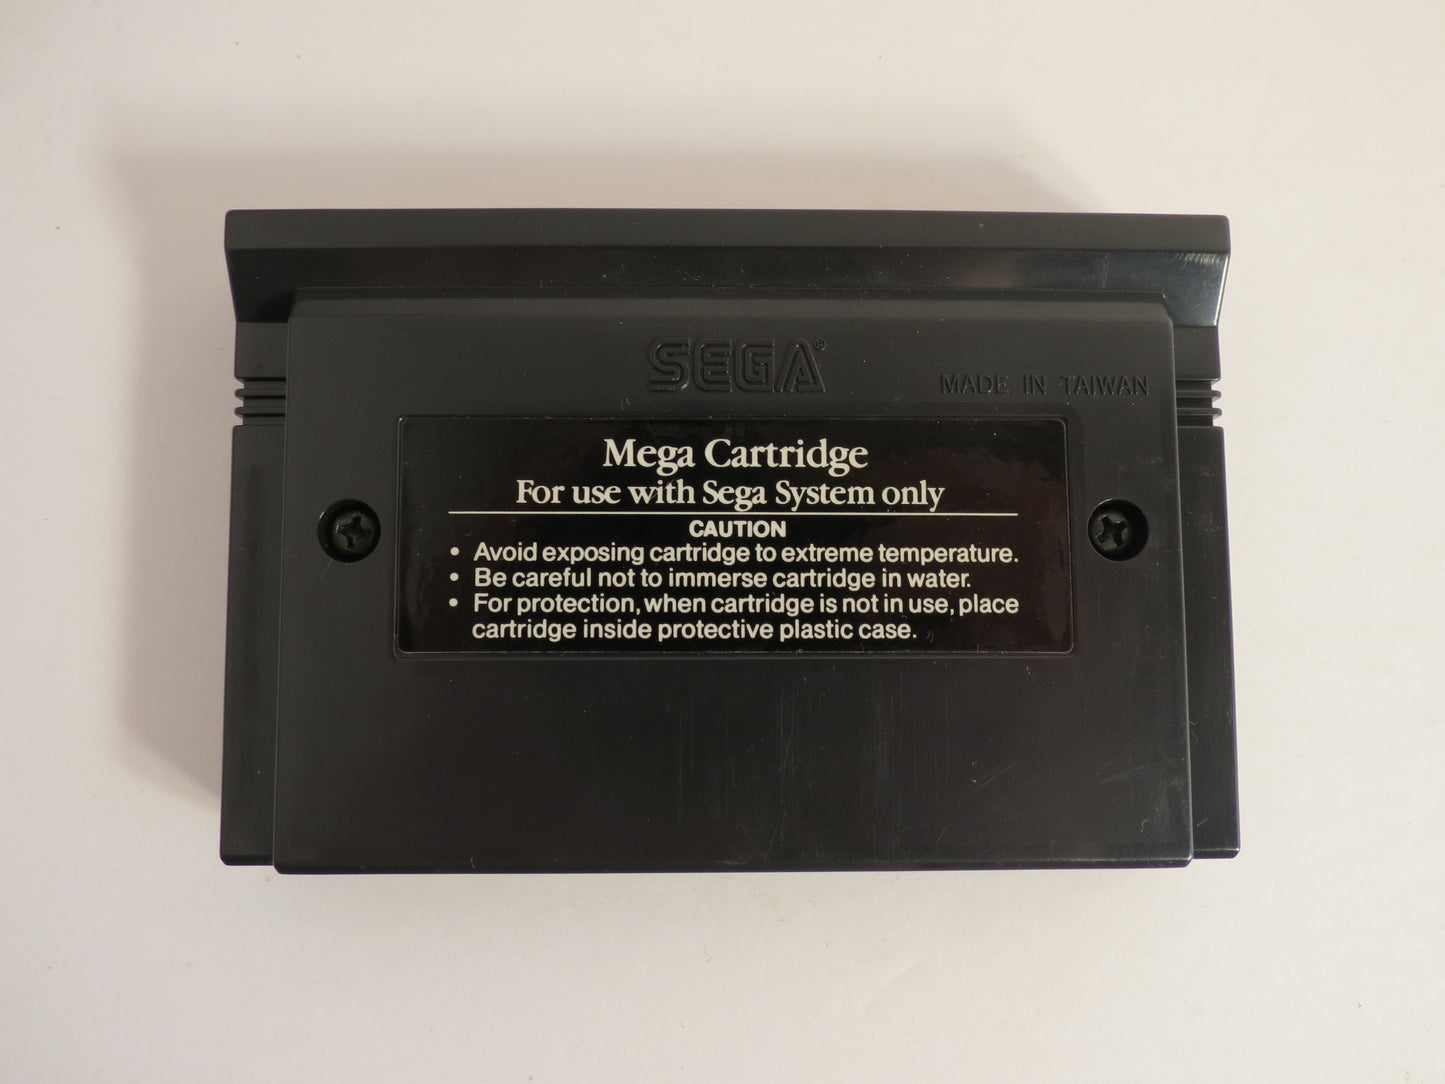 SEGA®
MADE IN TAIWAN
Mega Cartridge
For use with Sega System only
CAUTION
• Avoid exposing cartridge to extreme temperature.
• Be careful not to immerse cartridge in water.
• For protection, when cartridge is not in use, place
cartridge inside protective plastic case.